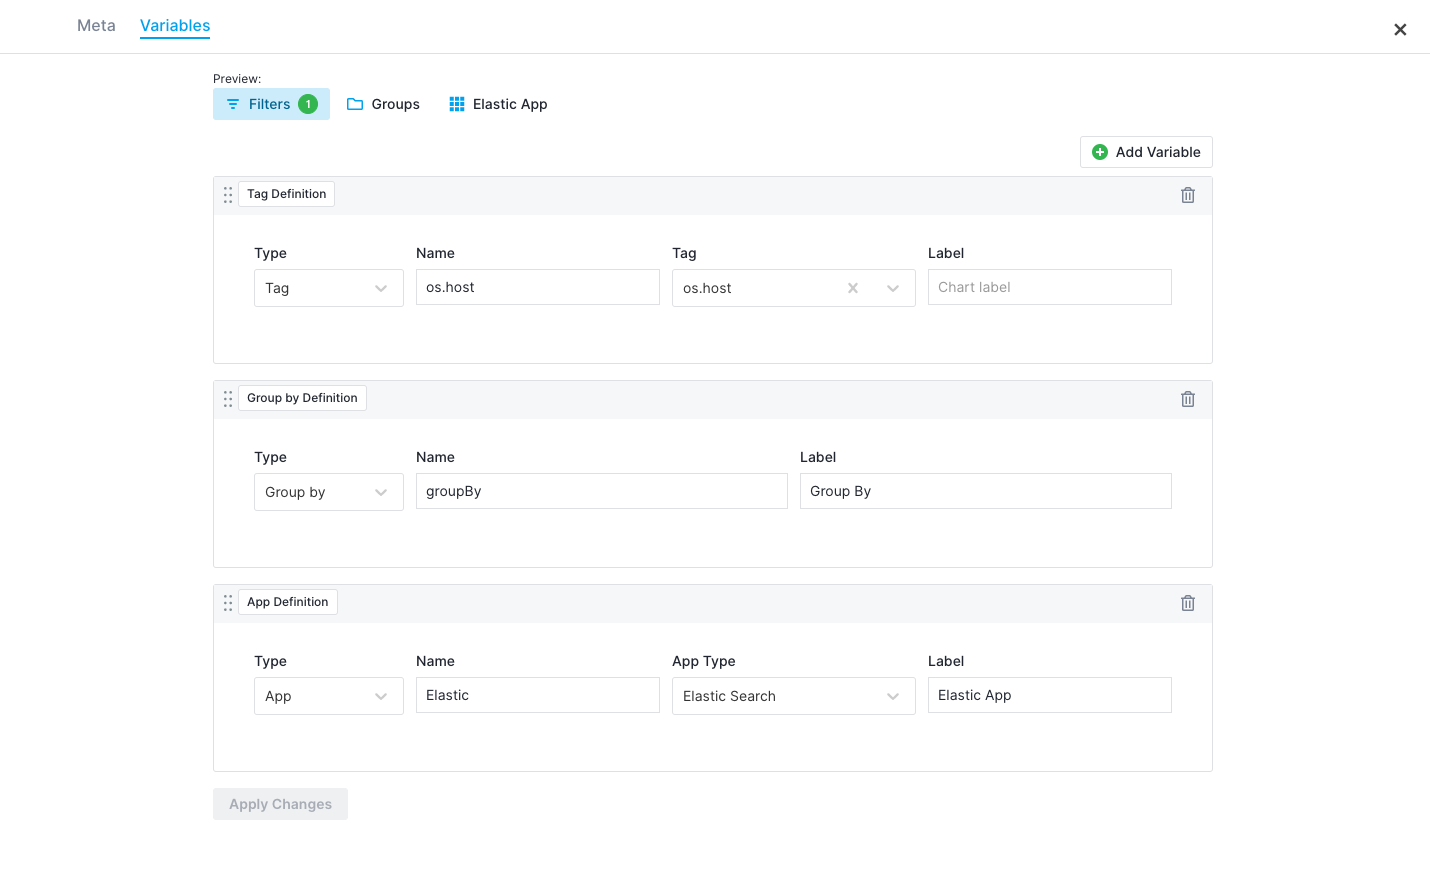 Meta Variables
Preview:
Filters 1 Groups Elastic App
Add Variable
Tag Definition
Type Name Tag Label
Tag os.host os.host Chart label
Group by Definition
Type Name Label
Group by groupBy Group By
App Definition
Type Name App Type Label
App Elastic Elastic Search Elastic App
Apply Changes